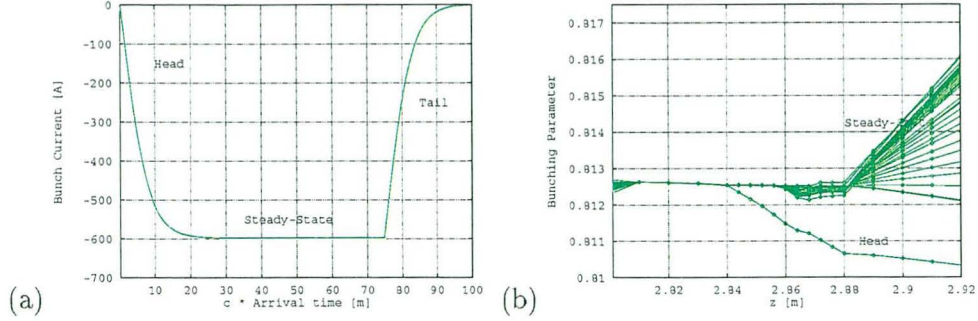 0
-100
-200
-300
-400
-500
-600
-700
Bunch Current [A]
Head
Tail
Steady-State
10 20 30 40 50 60 70 80 90 100
c * Arrival time [m]
(a)
0.817
0.816
0.815
0.814
0.813
0.812
0.811
0.81
Bunching Parameter
Steady-
Head
2.82 2.84 2.86 2.88 2.9 2.92
z [m]
(b)